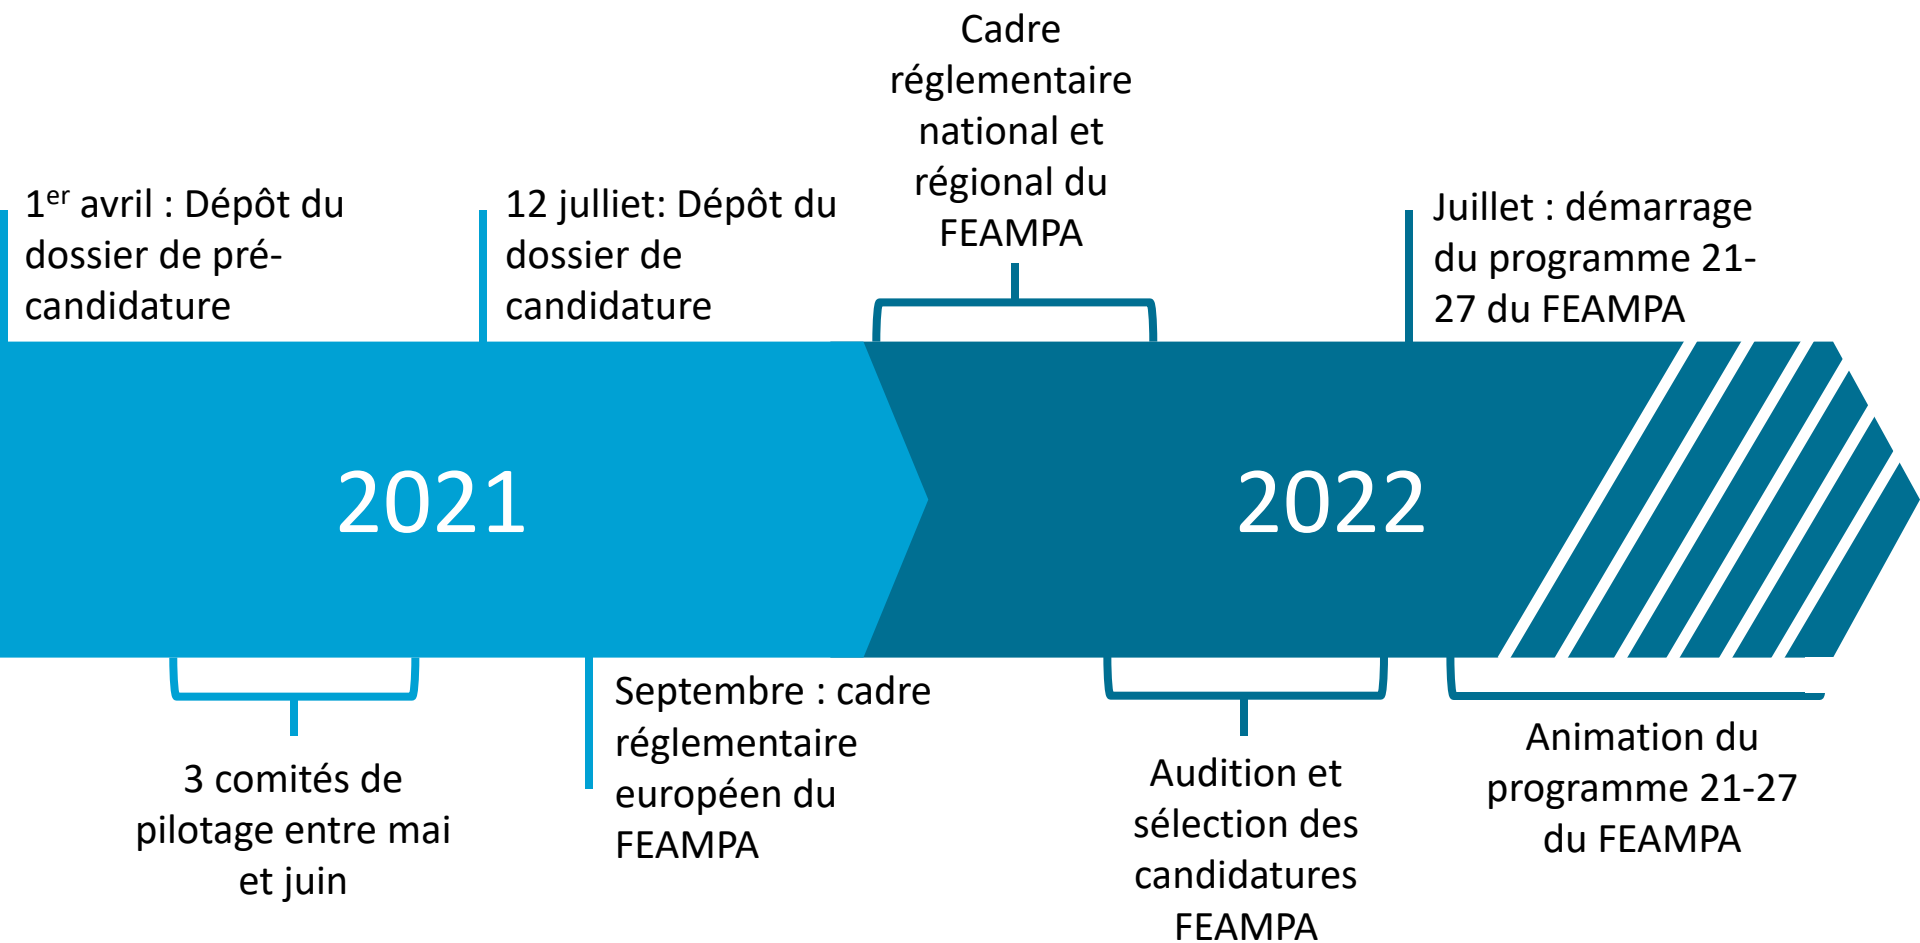 Cadre
réglementaire
national et
régional du
FEAMPA
1er avril : Dépôt du
dossier de pré-
candidature
12 julliet: Dépôt du
dossier de
candidature
Juillet : démarrage
du programme 21-
27 du FEAMPA
2021
2022
3 comités de
pilotage entre mai
et juin
Septembre : cadre
réglementaire
européen du
FEAMPA
Audition et
sélection des
candidatures
FEAMPA
Animation du
programme 21-27
du FEAMPA